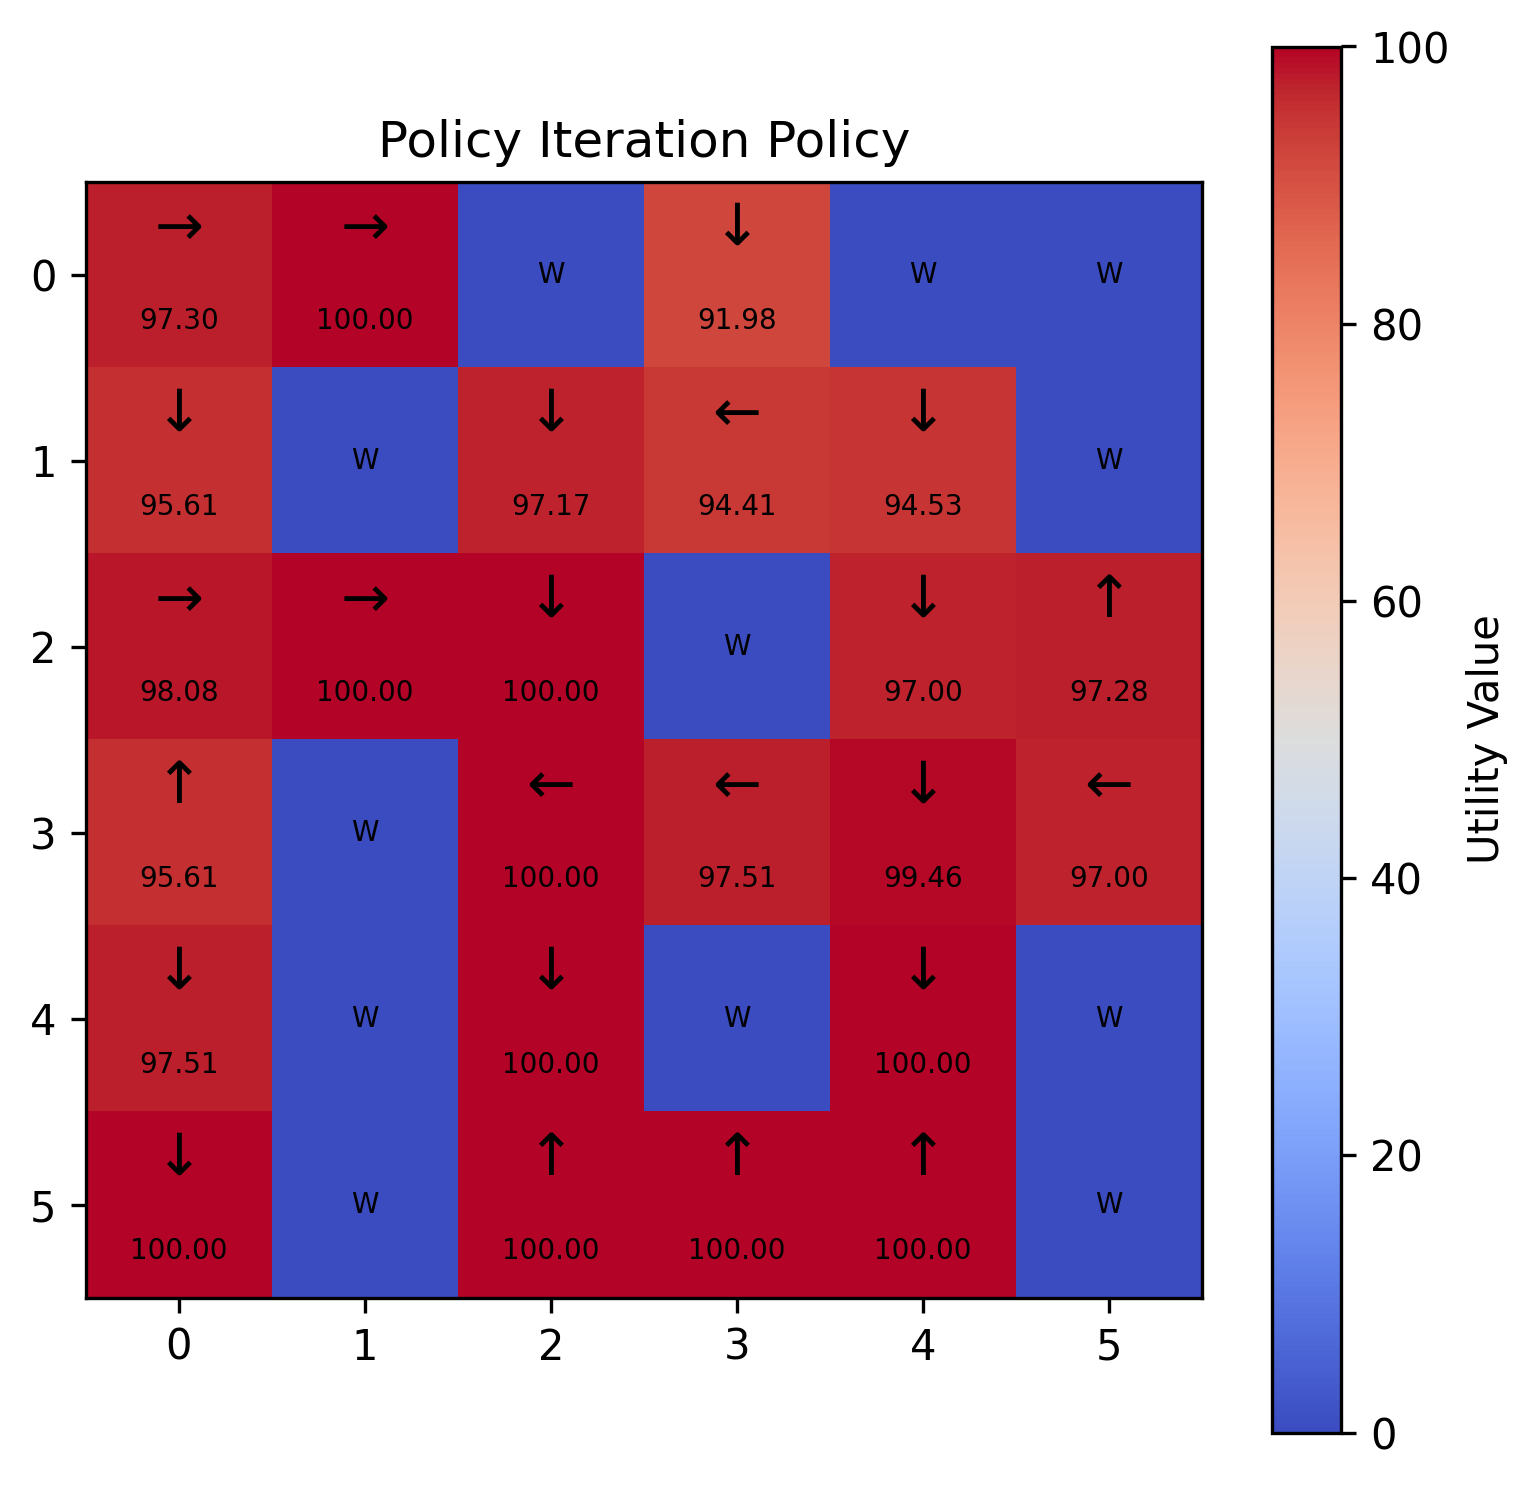 Policy Iteration Policy
→ → ↓
0 W W W
97.30 100.00 91.98
↓ ↓ ← ↓
1 W W
95.61 97.17 94.41 94.53
→ → ↓ ↓ ↑
2 W
98.08 100.00 100.00 97.00 97.28
↑ ← ← ↓ ←
3 W
95.61 100.00 97.51 99.46 97.00
↓ ↓ ↓
4 W W W
97.51 100.00 100.00
↓ ↑ ↑ ↑
5 W W
100.00 100.00 100.00 100.00
0 1 2 3 4 5
100
80
60
40
20
0
Utility Value